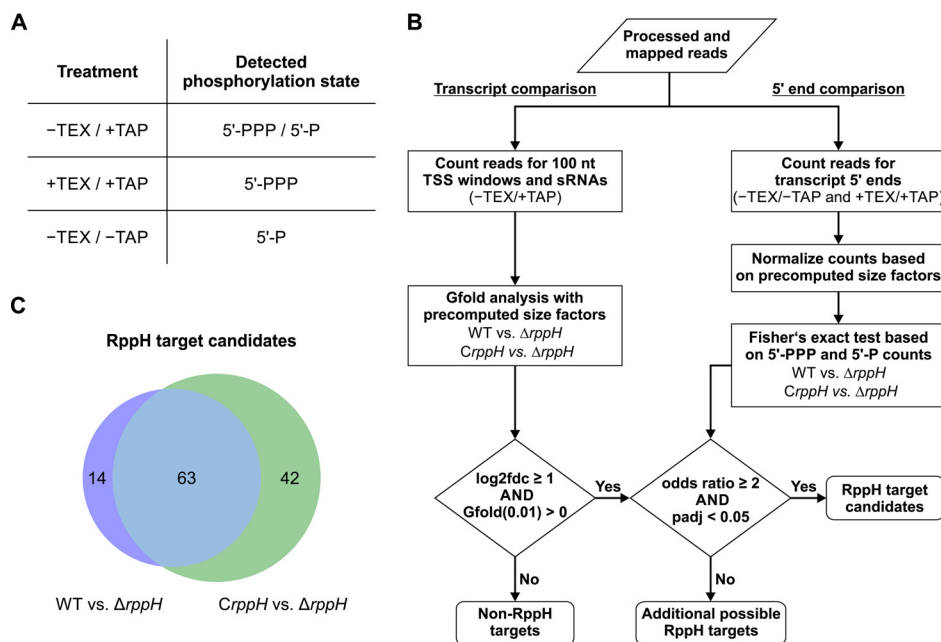 A
Treatment
Detected
phosphorylation state
−TEX / +TAP
5'-PPP / 5'-P
+TEX / +TAP
5'-PPP
−TEX / −TAP
5'-P
B
Processed and
mapped reads
Transcript comparison
5' end comparison
Count reads for 100 nt
TSS windows and sRNAs
(−TEX/+TAP)
Count reads for
transcript 5' ends
(−TEX/−TAP and +TEX/+TAP)
Normalize counts based
on precomputed size factors
Gfold analysis with
precomputed size factors
WT vs. ΔrppH
CrppH vs. ΔrppH
Fisher‘s exact test based
on 5'-PPP and 5'-P counts
WT vs. ΔrppH
CrppH vs. ΔrppH
log2fdc ≥ 1
AND
Gfold(0.01) > 0
Yes
No
odds ratio ≥ 2
AND
padj < 0.05
Yes
No
RppH target
candidates
Non-RppH
targets
Additional possible
RppH targets
C
RppH target candidates
14
63
42
WT vs. ΔrppH
CrppH vs. ΔrppH